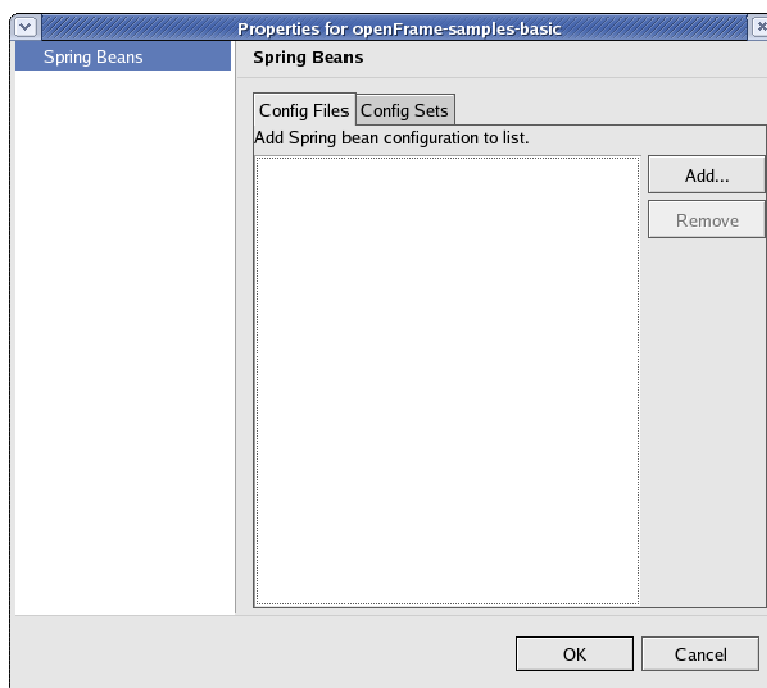 Properties for openFrame-samples-basic
Spring Beans
Spring Beans
Config Files
Config Sets
Add Spring bean configuration to list.
Add...
Remove
OK
Cancel